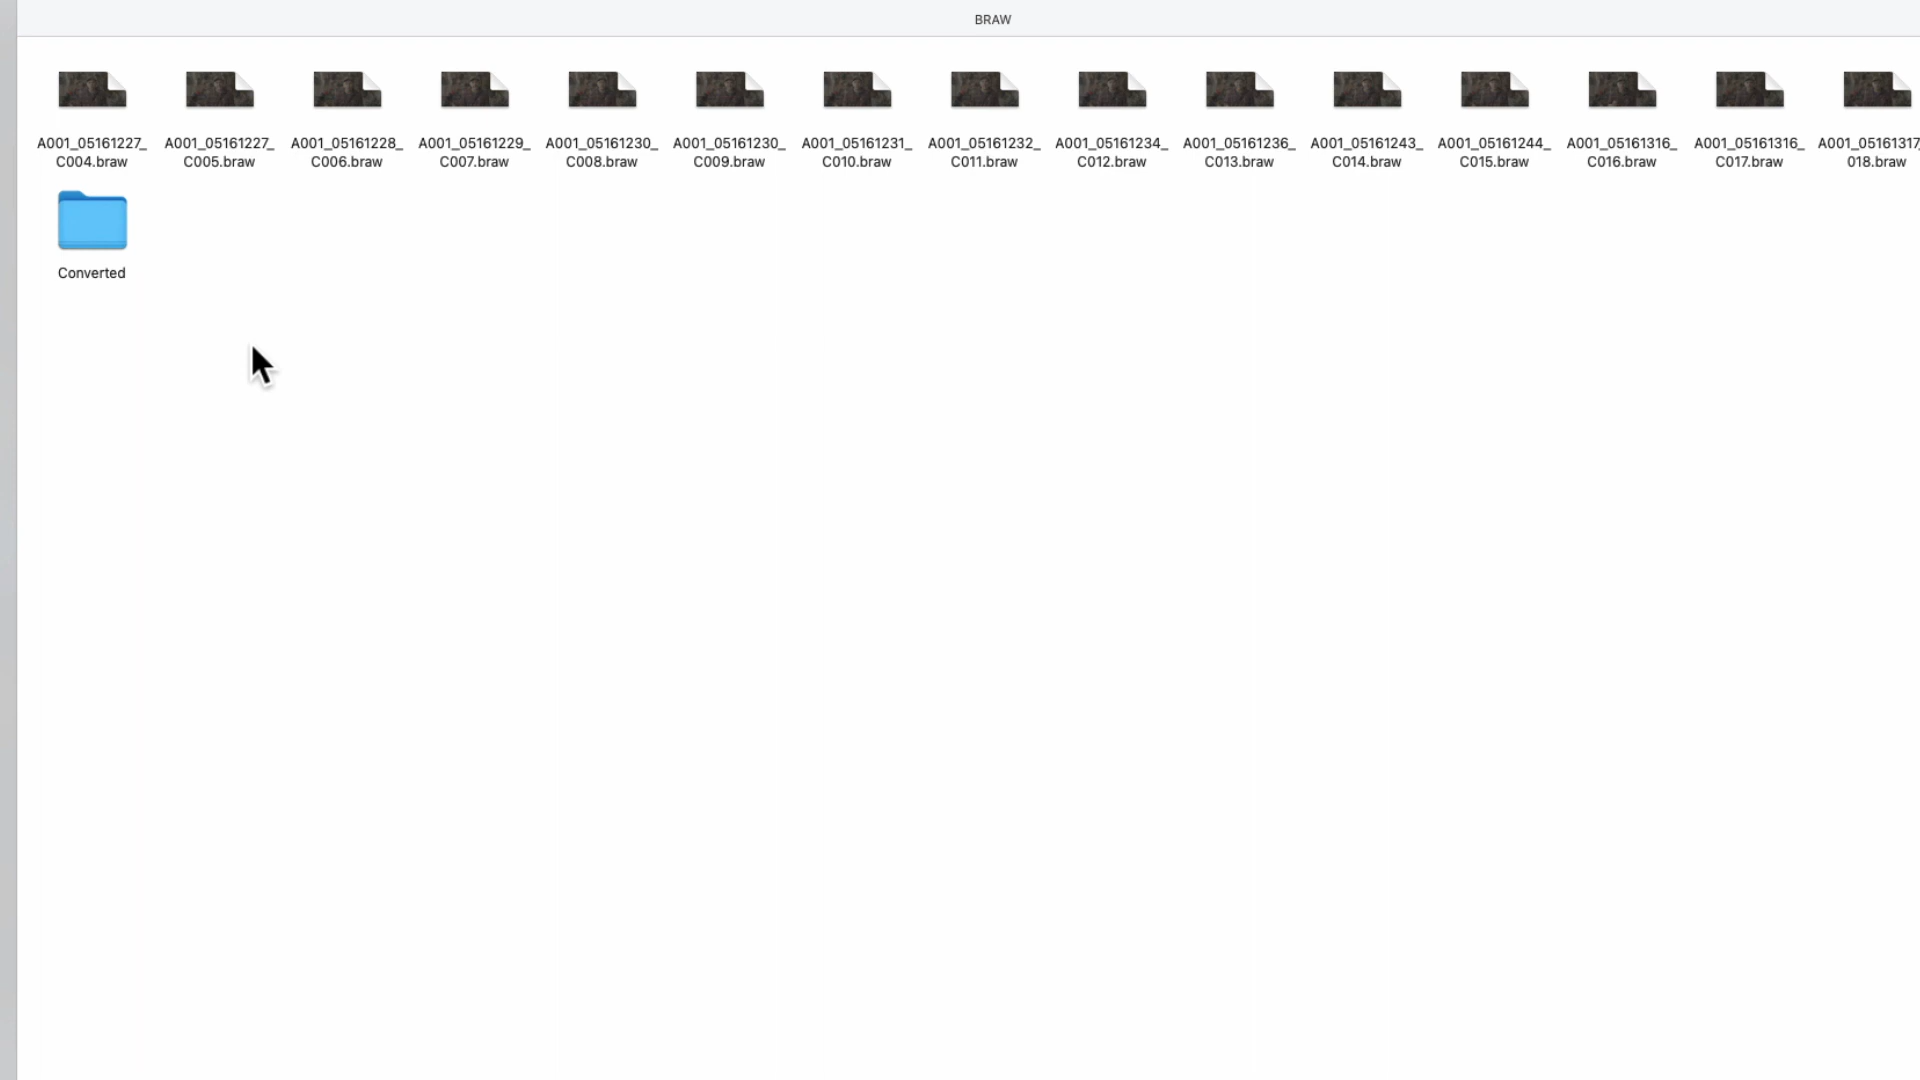 BRAW
A001_05161227_
C004.braw
A001_05161227_
C005.braw
A001_05161228_
C006.braw
A001_05161229_
C007.braw
A001_05161230_
C008.braw
A001_05161230_
C009.braw
A001_05161231_
C010.braw
A001_05161232_
C011.braw
A001_05161234_
C012.braw
A001_05161236_
C013.braw
A001_05161243_
C014.braw
A001_05161244_
C015.braw
A001_05161316_
C016.braw
A001_05161316_
C017.braw
A001_05161317_
018.braw
Converted